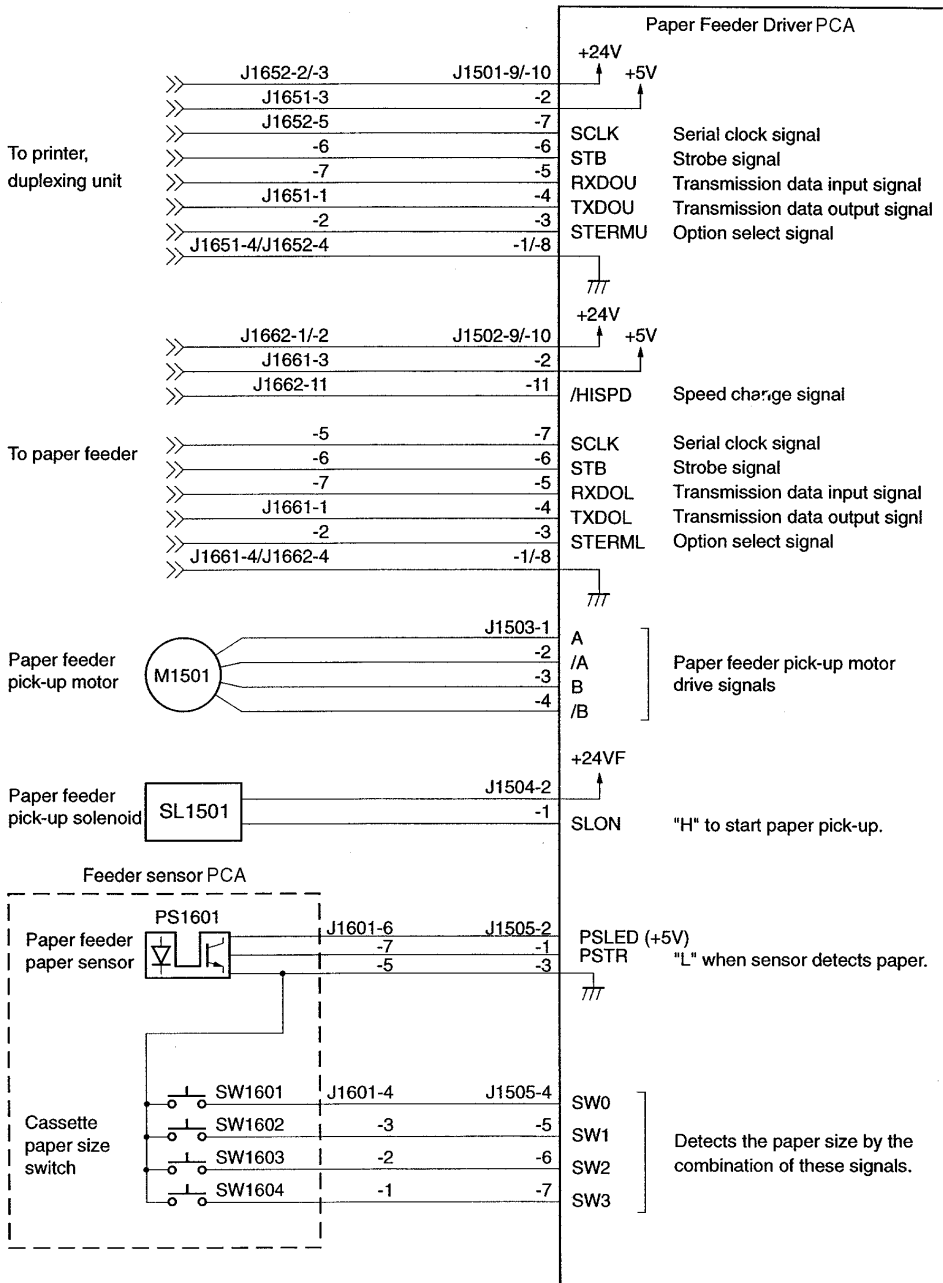 Paper Feeder Driver PCA
+24V
J1652-2/-3 J1501-9/-10 +5V
J1651-3 -2
J1652-5 -7 SCLK Serial clock signal
To printer, duplexing unit
-6 -6 STB Strobe signal
-7 -5 RXDOU Transmission data input signal
J1651-1 -4 TXDOU Transmission data output signal
-2 -3 STERMU Option select signal
J1651-4/J1652-4 -1/-8
+24V
J1662-1/-2 J1502-9/-10 +5V
J1661-3 -2
J1662-11 -11 /HISPD Speed change signal
To paper feeder
-5 -7 SCLK Serial clock signal
-6 -6 STB Strobe signal
-7 -5 RXDOL Transmission data input signal
J1661-1 -4 TXDOL Transmission data output signl
-2 -3 STERML Option select signal
J1661-4/J1662-4 -1/-8
Paper feeder
pick-up motor
M1501
J1503-1 A
-2 /A
-3 B
-4 /B
Paper feeder pick-up motor
drive signals
+24VF
Paper feeder
pick-up solenoid
SL1501
J1504-2
-1 SLON "H" to start paper pick-up.
Feeder sensor PCA
PS1601
Paper feeder
paper sensor
J1601-6 J1505-2 PSLED (+5V)
-7 -1 PSTR "L" when sensor detects paper.
-5 -3
Cassette
paper size
switch
SW1601 J1601-4 J1505-4 SW0
SW1602 -3 -5 SW1
SW1603 -2 -6 SW2
SW1604 -1 -7 SW3
Detects the paper size by the
combination of these signals.